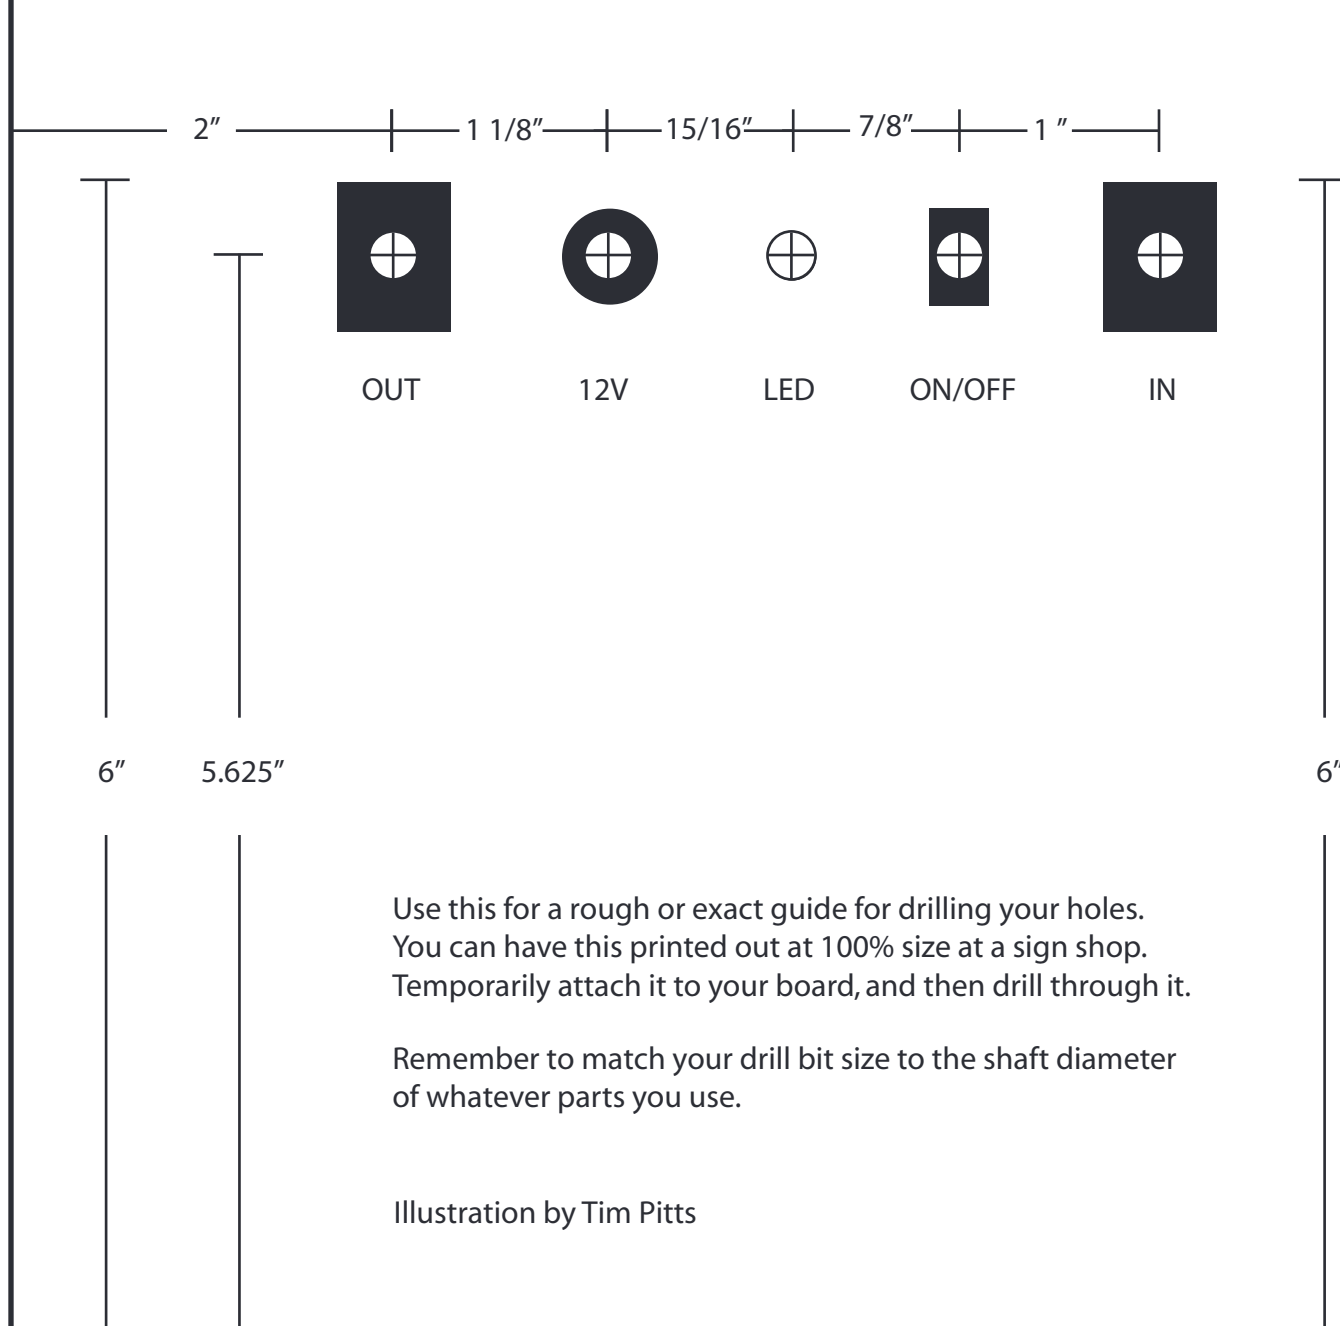 2”
1 1/8”
15/16”
7/8”
1 ”
OUT
12V
LED
ON/OFF
IN
6”
5.625”
6”
Use this for a rough or exact guide for drilling your holes.
You can have this printed out at 100% size at a sign shop.
Temporarily attach it to your board, and then drill through it.
Remember to match your drill bit size to the shaft diameter
of whatever parts you use.
Illustration by Tim Pitts